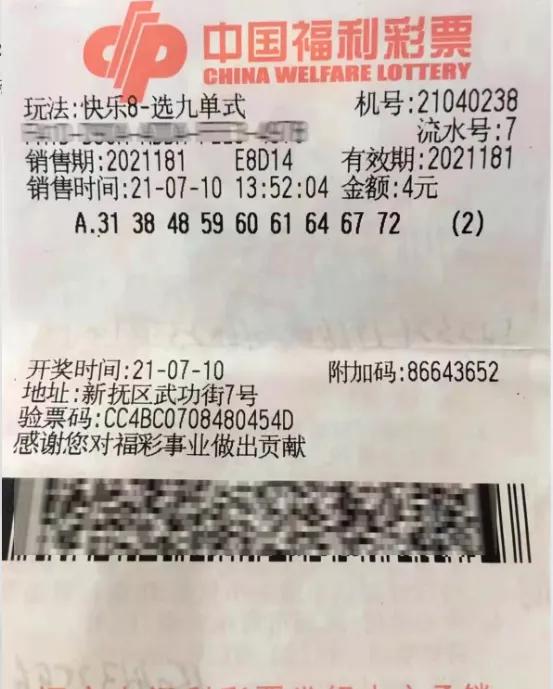 中国福利彩票
CHINA WELFARE LOTTERY
玩法:快乐8-选九单式 机号:21040238
流水号:7
销售期:2021181 E8D14 有效期:2021181
销售时间:21-07-10 13:52:04 金额:4元
A.31 38 48 59 60 61 64 67 72 (2)
开奖时间:21-07-10 附加码:86643652
地址:新抚区武功街7号
验票码:CC4BC0708480454D
感谢您对福彩事业做出贡献